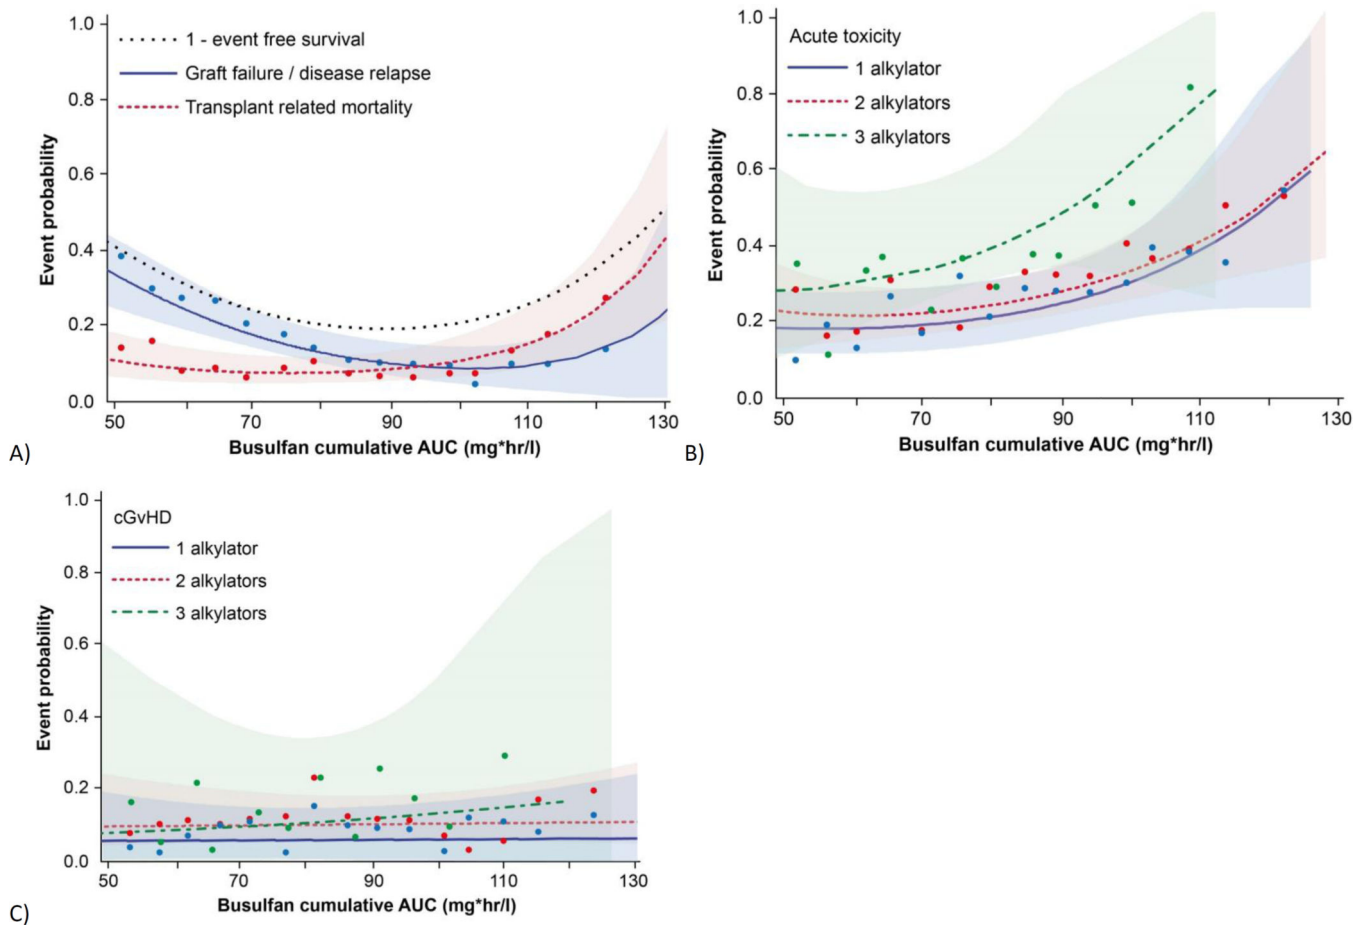 1.0
0.8
0.6
0.4
0.2
0.0
Event probability
1 - event free survival
Graft failure / disease relapse
Transplant related mortality
50 70 90 110 130
Busulfan cumulative AUC (mg*hr/l)
A)
1.0
0.8
0.6
0.4
0.2
0.0
Event probability
Acute toxicity
1 alkylator
2 alkylators
3 alkylators
50 70 90 110 130
Busulfan cumulative AUC (mg*hr/l)
B)
1.0
0.8
0.6
0.4
0.2
0.0
Event probability
cGvHD
1 alkylator
2 alkylators
3 alkylators
50 70 90 110 130
Busulfan cumulative AUC (mg*hr/l)
C)